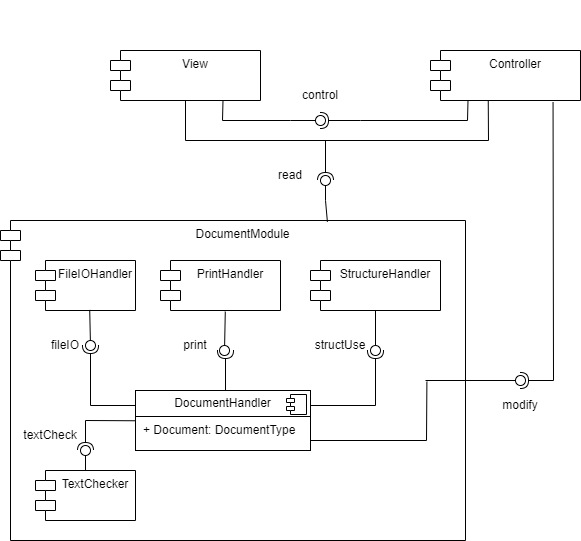 View
Controller
control
read
DocumentModule
FileIOHandler
PrintHandler
StructureHandler
fileIO
print
structUse
DocumentHandler
modify
+ Document: DocumentType
textCheck
TextChecker